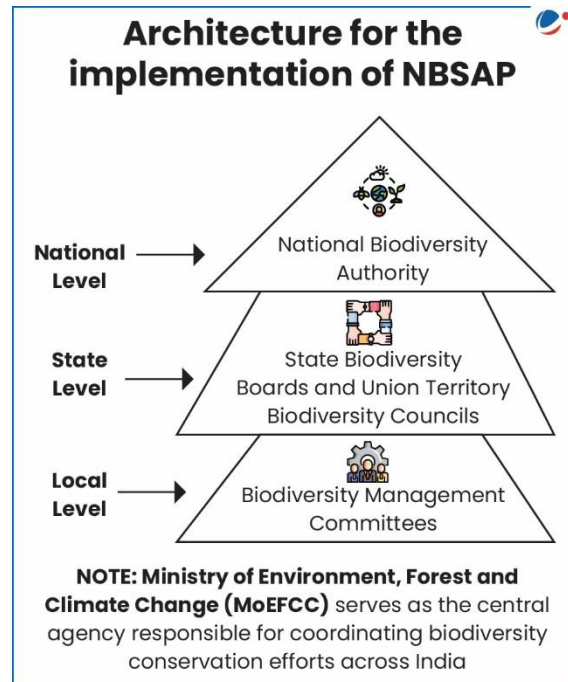 Architecture for the
implementation of NBSAP
National
Level
National Biodiversity
Authority
State
Level
State Biodiversity
Boards and Union Territory
Biodiversity Councils
Local
Level
Biodiversity Management
Committees
NOTE: Ministry of Environment, Forest and
Climate Change (MoEFCC) serves as the central
agency responsible for coordinating biodiversity
conservation efforts across India